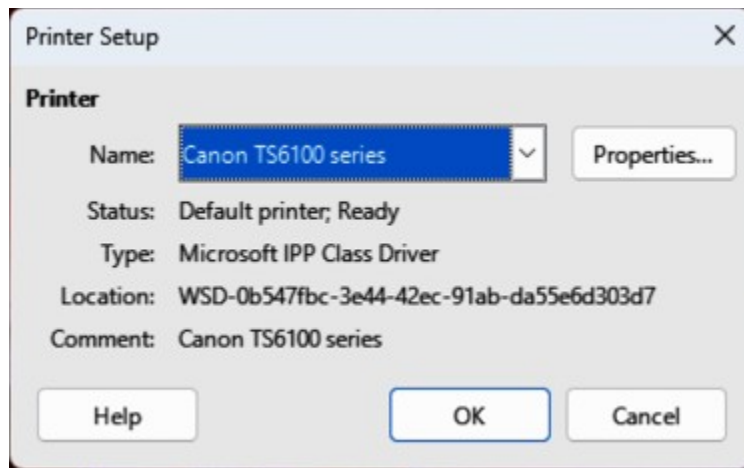 Printer Setup
Printer
Name: Canon TS6100 series Properties...
Status: Default printer; Ready
Type: Microsoft IPP Class Driver
Location: WSD-0b547fbc-3e44-42ec-91ab-da55e6d303d7
Comment: Canon TS6100 series
Help OK Cancel